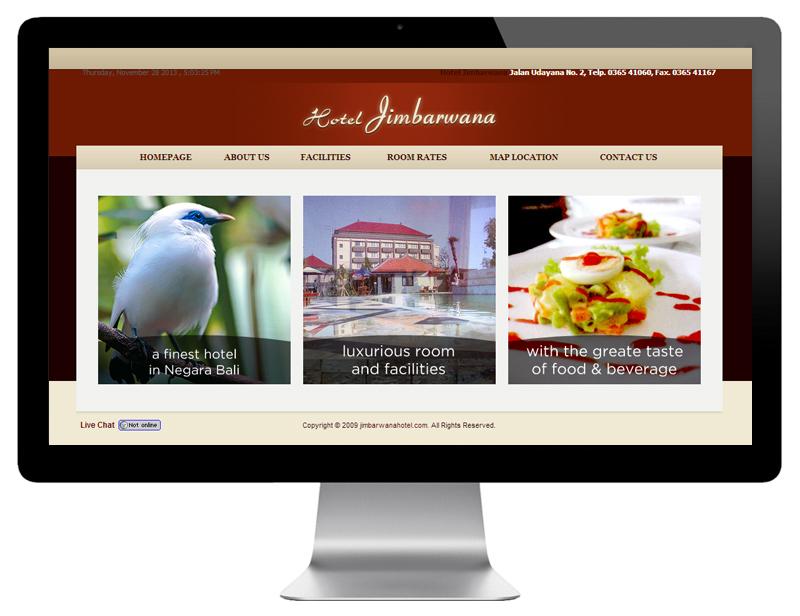 Thursday, November 28 2013 , 5:03:25 PM
Hotel Jimbarwana Jalan Udayana No. 2, Telp. 0365 41060, Fax. 0365 41167
Hotel Jimbarwana
HOMEPAGE ABOUT US FACILITIES ROOM RATES MAP LOCATION CONTACT US
a finest hotel
in Negara Bali
luxurious room
and facilities
with the greate taste
of food & beverage
Live Chat Not online
Copyright © 2009 jimbarwanahotel.com. All Rights Reserved.